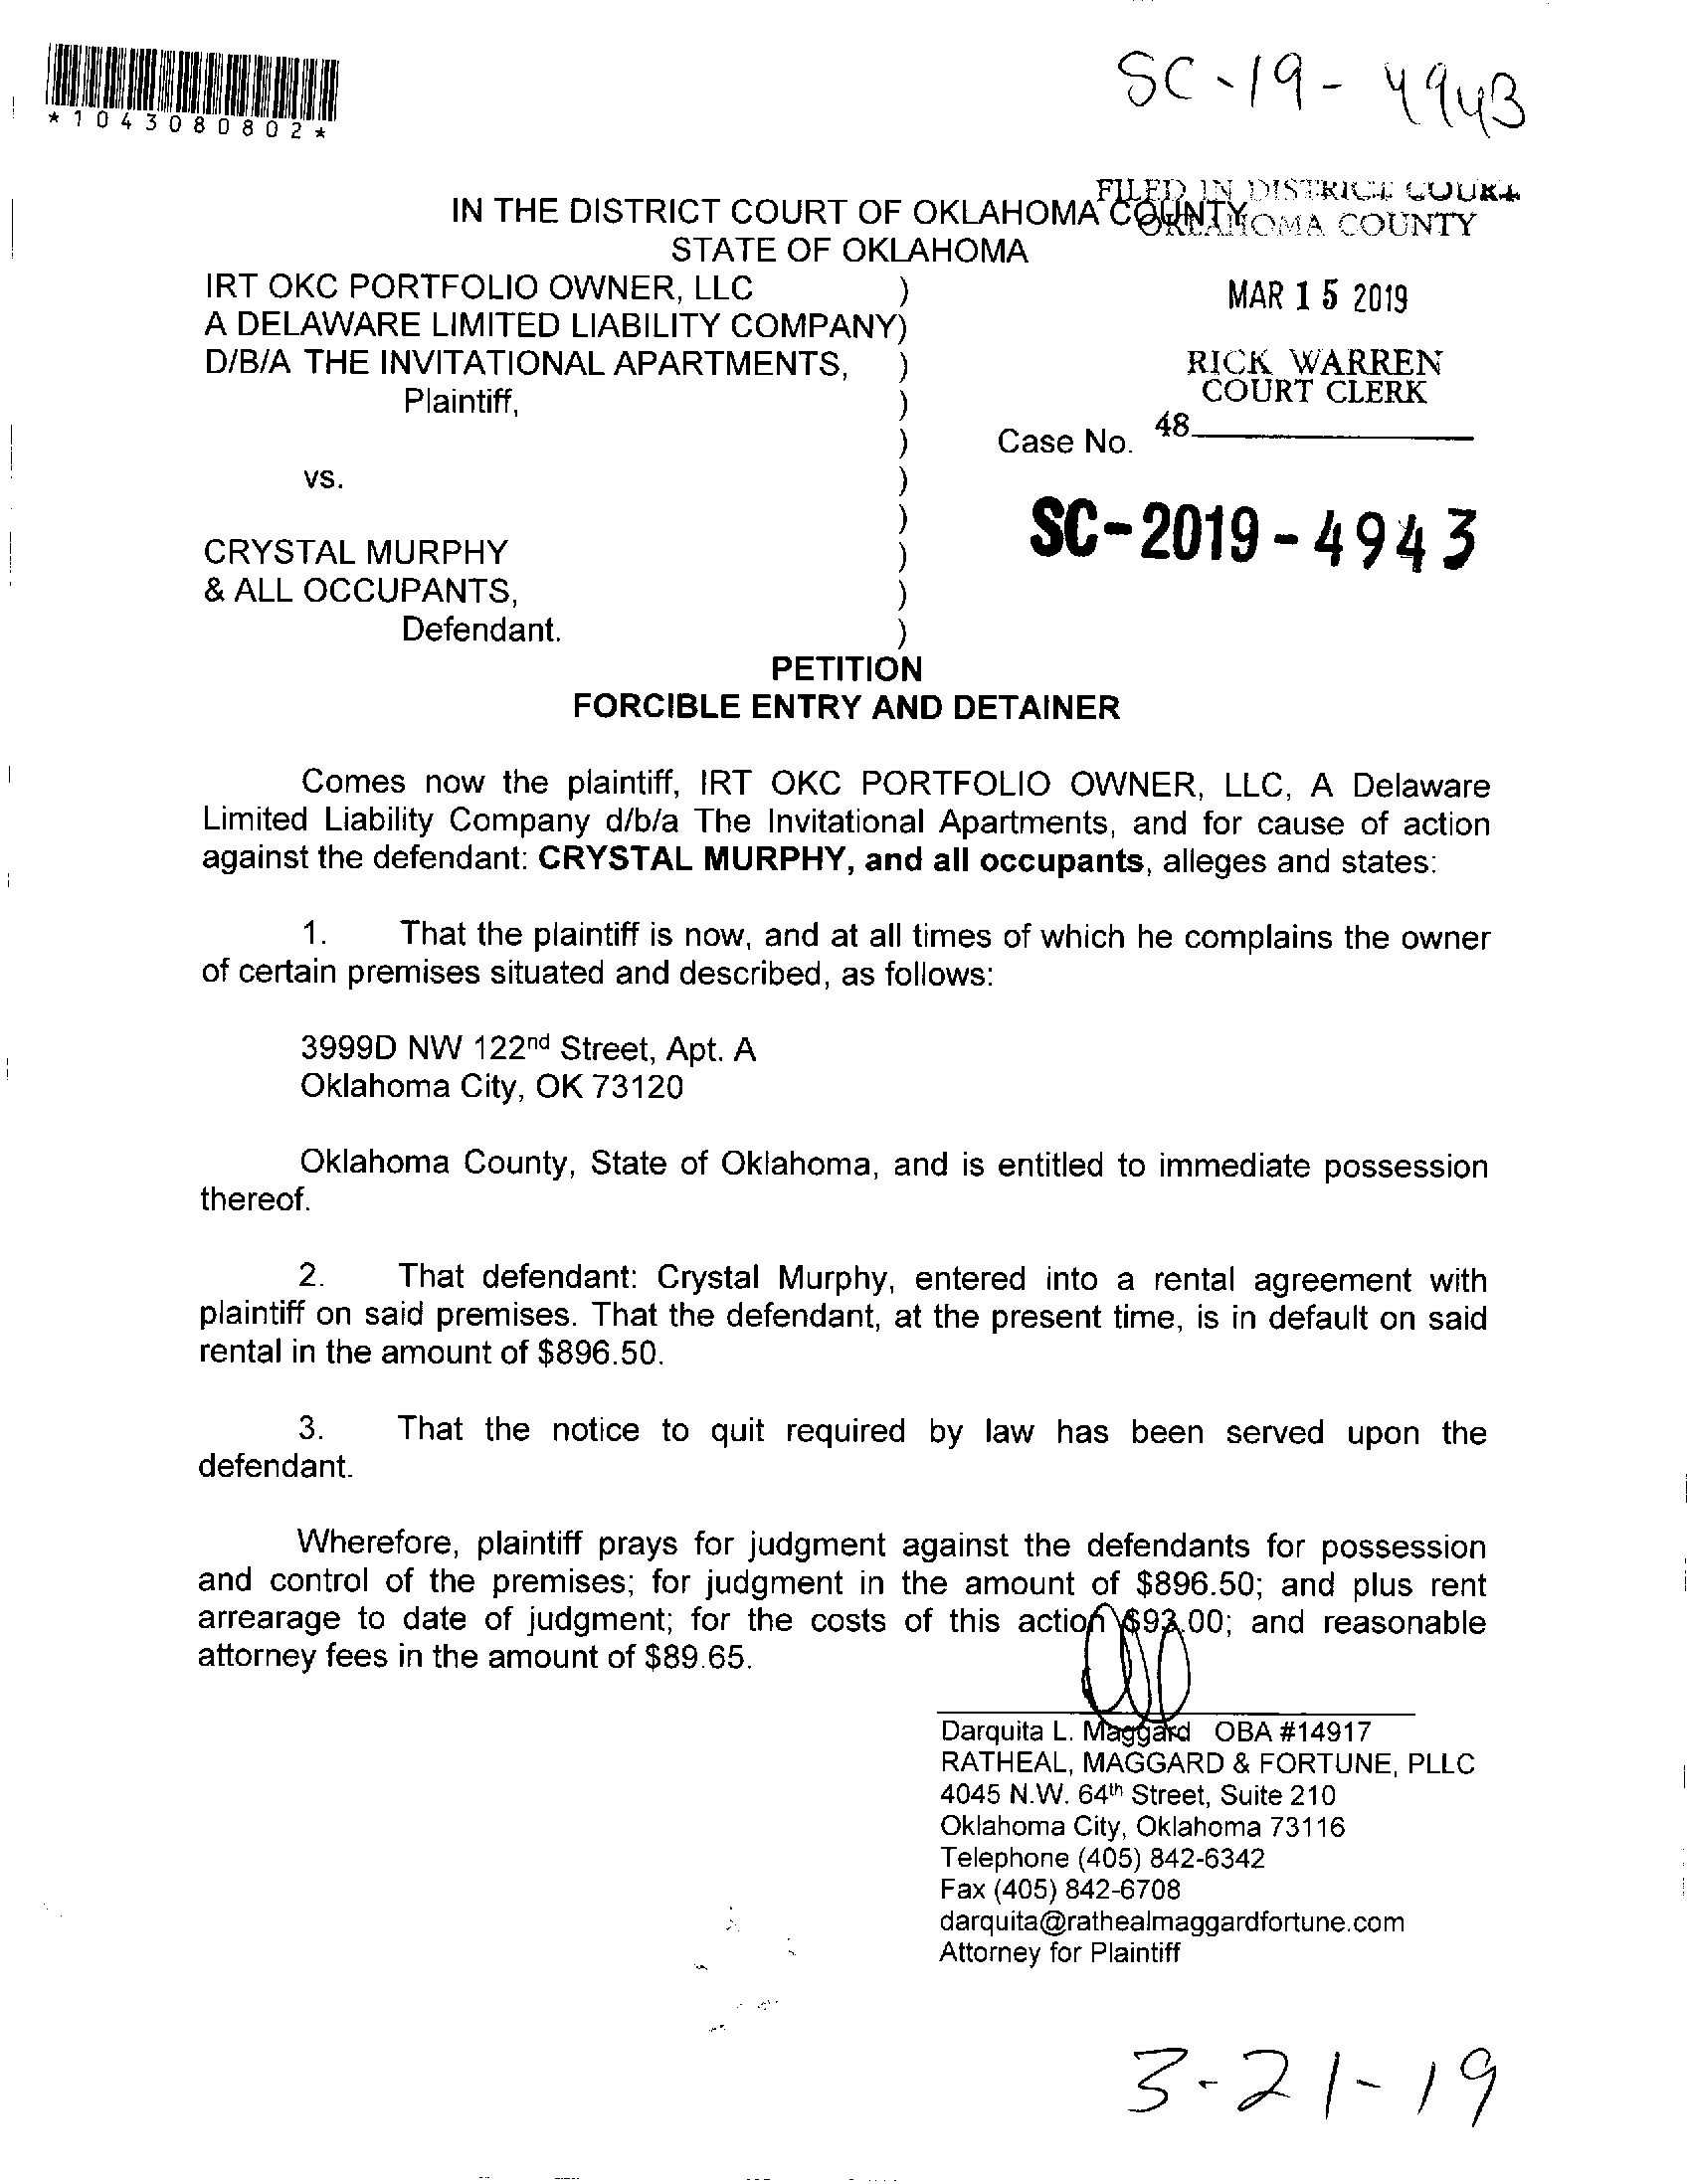 SC-19-4943
*1043080802*
FILED IN DISTRICT COURT
OKLAHOMA COUNTY
IN THE DISTRICT COURT OF OKLAHOMA COUNTY
STATE OF OKLAHOMA
IRT OKC PORTFOLIO OWNER, LLC )
A DELAWARE LIMITED LIABILITY COMPANY)
D/B/A THE INVITATIONAL APARTMENTS, )
Plaintiff, )
MAR 15 2019
RICK WARREN
COURT CLERK
48
) Case No.
vs. )
)
SC-2019-4943
CRYSTAL MURPHY )
& ALL OCCUPANTS, )
Defendant. )
PETITION
FORCIBLE ENTRY AND DETAINER
Comes now the plaintiff, IRT OKC PORTFOLIO OWNER, LLC, A Delaware
Limited Liability Company d/b/a The Invitational Apartments, and for cause of action
against the defendant: CRYSTAL MURPHY, and all occupants, alleges and states:
1. That the plaintiff is now, and at all times of which he complains the owner
of certain premises situated and described, as follows:
3999D NW 122nd Street, Apt. A
Oklahoma City, OK 73120
Oklahoma County, State of Oklahoma, and is entitled to immediate possession
thereof.
2. That defendant: Crystal Murphy, entered into a rental agreement with
plaintiff on said premises. That the defendant, at the present time, is in default on said
rental in the amount of $896.50.
3. That the notice to quit required by law has been served upon the
defendant.
Wherefore, plaintiff prays for judgment against the defendants for possession
and control of the premises; for judgment in the amount of $896.50; and plus rent
arrearage to date of judgment; for the costs of this action and reasonable
attorney fees in the amount of $89.65.
Darquita L. Maggard OBA #14917
RATHEAL, MAGGARD & FORTUNE, PLLC
4045 N.W. 64th Street, Suite 210
Oklahoma City, Oklahoma 73116
Telephone (405) 842-6342
Fax (405) 842-6708
darquita@rathealmaggardfortune.com
Attorney for Plaintiff
3-21-19